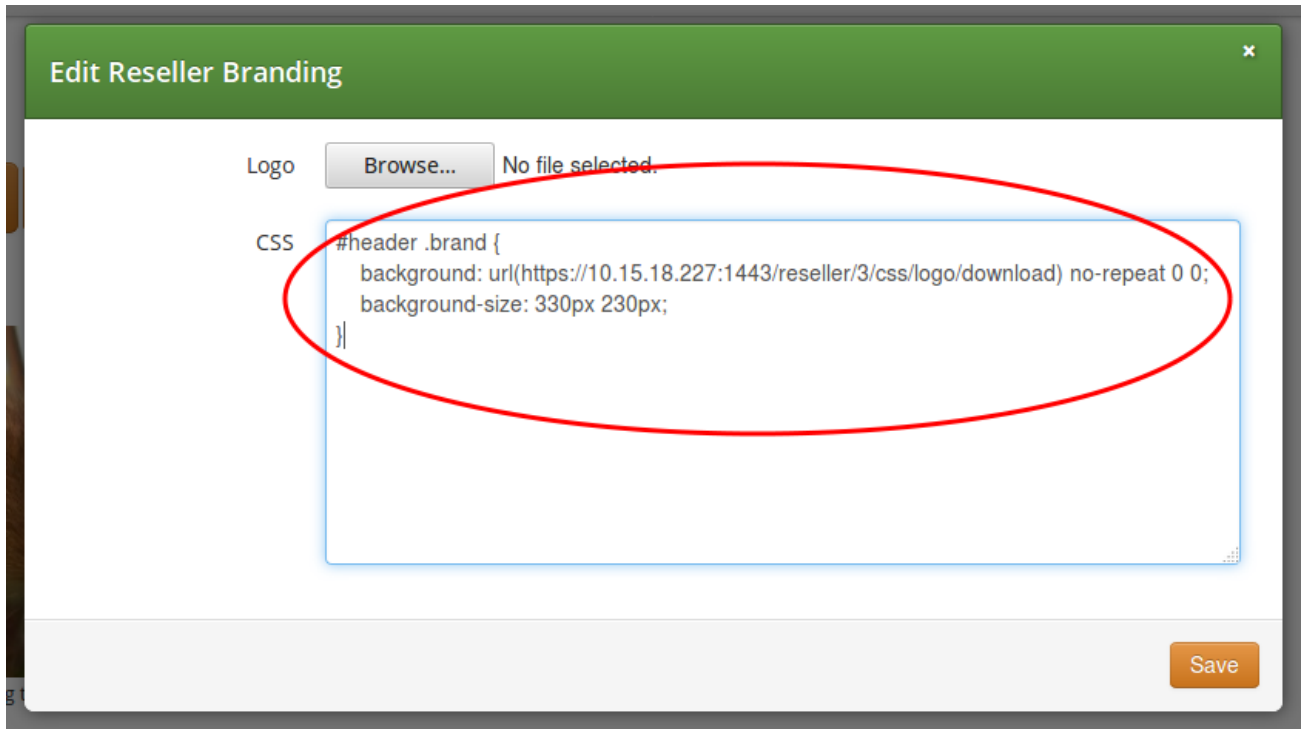 Edit Reseller Branding
×
Logo Browse... No file selected.
CSS #header .brand {
background: url(https://10.15.18.227:1443/reseller/3/css/logo/download) no-repeat 0 0;
background-size: 330px 230px;
}
Save